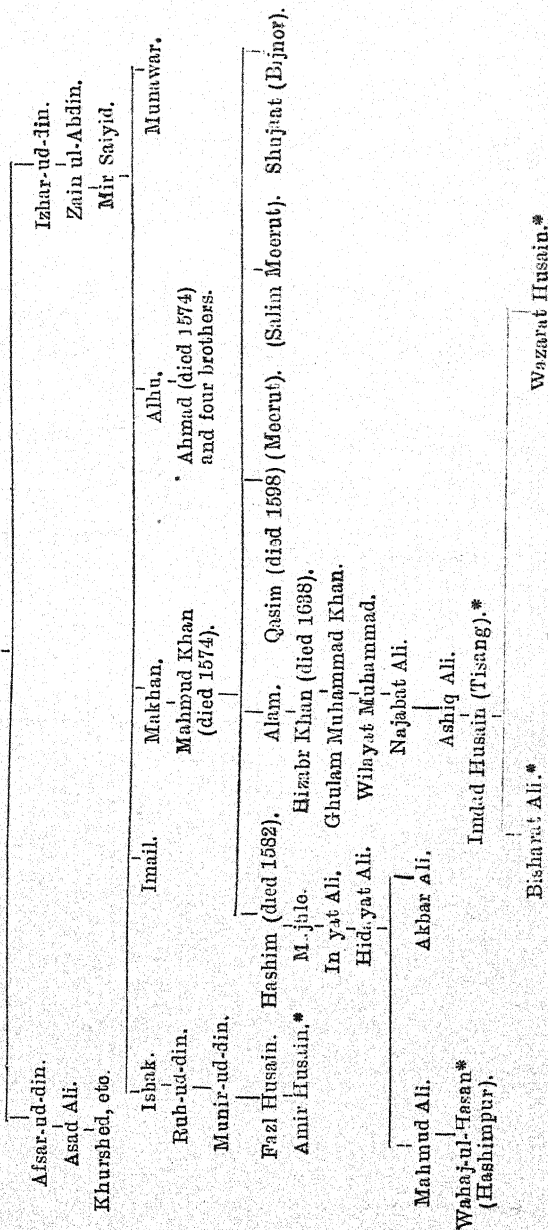 Afsar-ud-din.
Izhar-ud-din.
Asad Ali.
Zain ul-Abdin.
Khurshed, etc.
Mir Saiyid.
Ishak.
Imail.
Makhan.
Alhu.
Munawar.
Ruh-ud-din.
Mahmud Khan
(died 1574).
Ahmad (died 1574)
and four brothers.
Munir-ud-din.
Fazl Husain.
Hashim (died 1582).
Alam.
Qasim (died 1598) (Meerut).
(Salim Meerut).
Shujaat (Bijnor).
Amir Husain.*
M.jhle.
Hizabr Khan (died 1638).
In yat Ali.
Ghulam Muhammad Khan.
Hidayat Ali.
Wilayat Muhammad.
Najabat Ali.
Mahmud Ali.
Akbar Ali.
Ashiq Ali.
Wahaj-ul-Hasan*
(Hashimpur).
Imdad Husain (Tisang).*
Bisharat Ali.*
Wazarat Husain.*